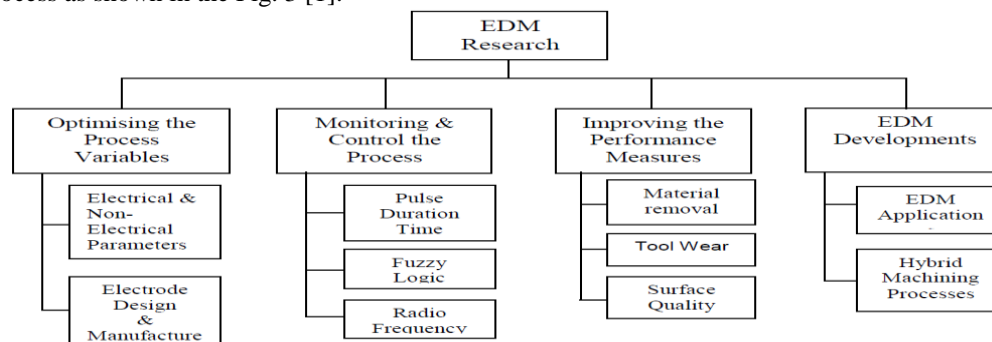 ocess as shown in the Fig. 3 [1].
EDM
Research
Optimising the
Process
Variables
Electrical &
Non-
Electrical
Parameters
Electrode
Design
&
Manufacture
Monitoring &
Control the
Process
Pulse
Duration
Time
Fuzzy
Logic
Radio
Frequency
Improving the
Performance
Measures
Material
removal
Tool Wear
Surface
Quality
EDM
Developments
EDM
Application
Hybrid
Machining
Processes